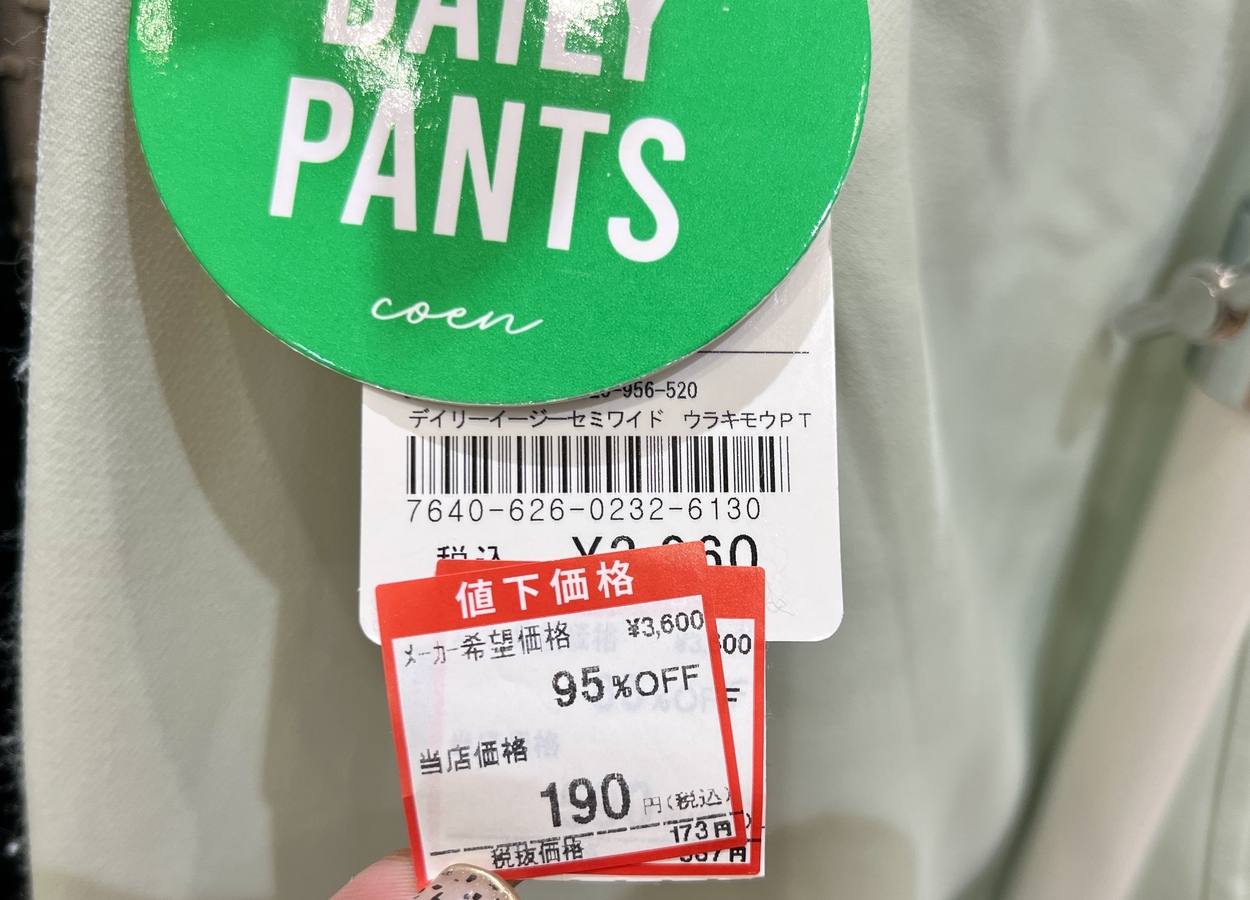 DAILY
PANTS
coen
-956-520
デイリーイージーセミワイド ウラキモウPT
7640-626-0232-6130
税込
値下価格
メーカー希望価格 ¥3,600
95%OFF
当店価格
190円(税込)
税抜価格 173円